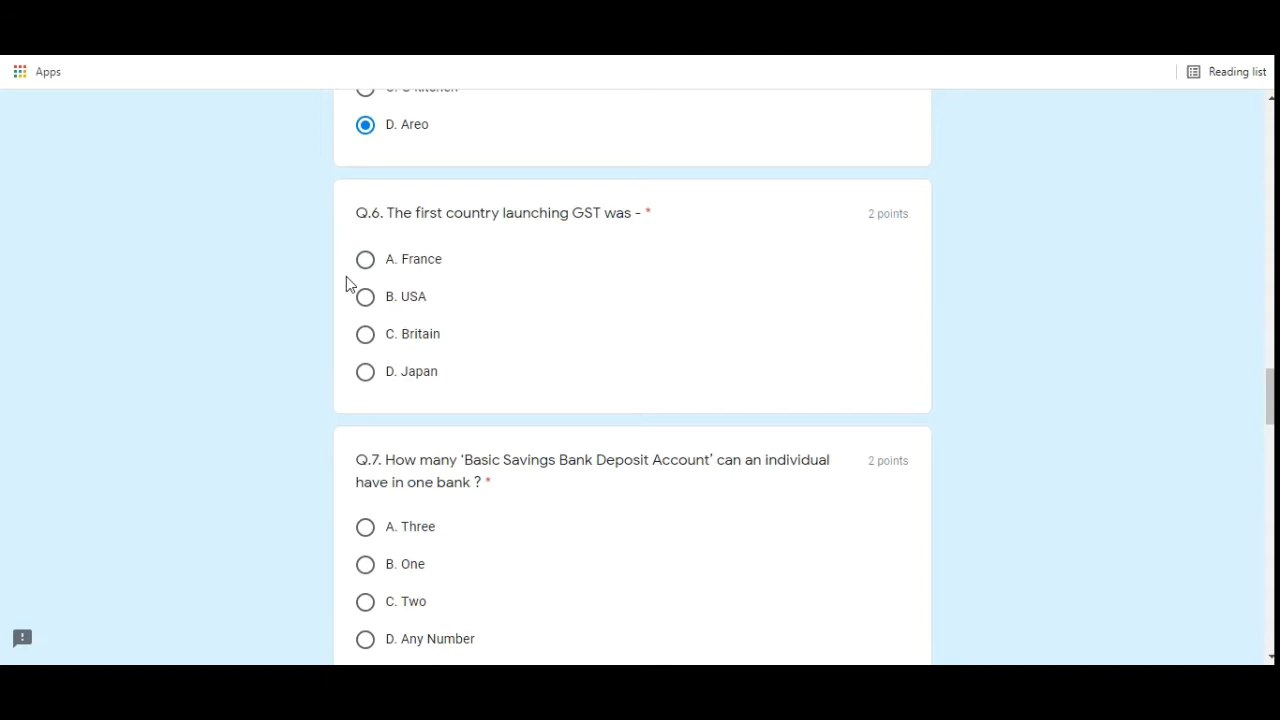 Apps
Reading list
D. Areo
Q.6. The first country launching GST was - *
2 points
A. France
B. USA
C. Britain
D. Japan
Q.7. How many ‘Basic Savings Bank Deposit Account’ can an individual
2 points
have in one bank ? *
A. Three
B. One
C. Two
D. Any Number